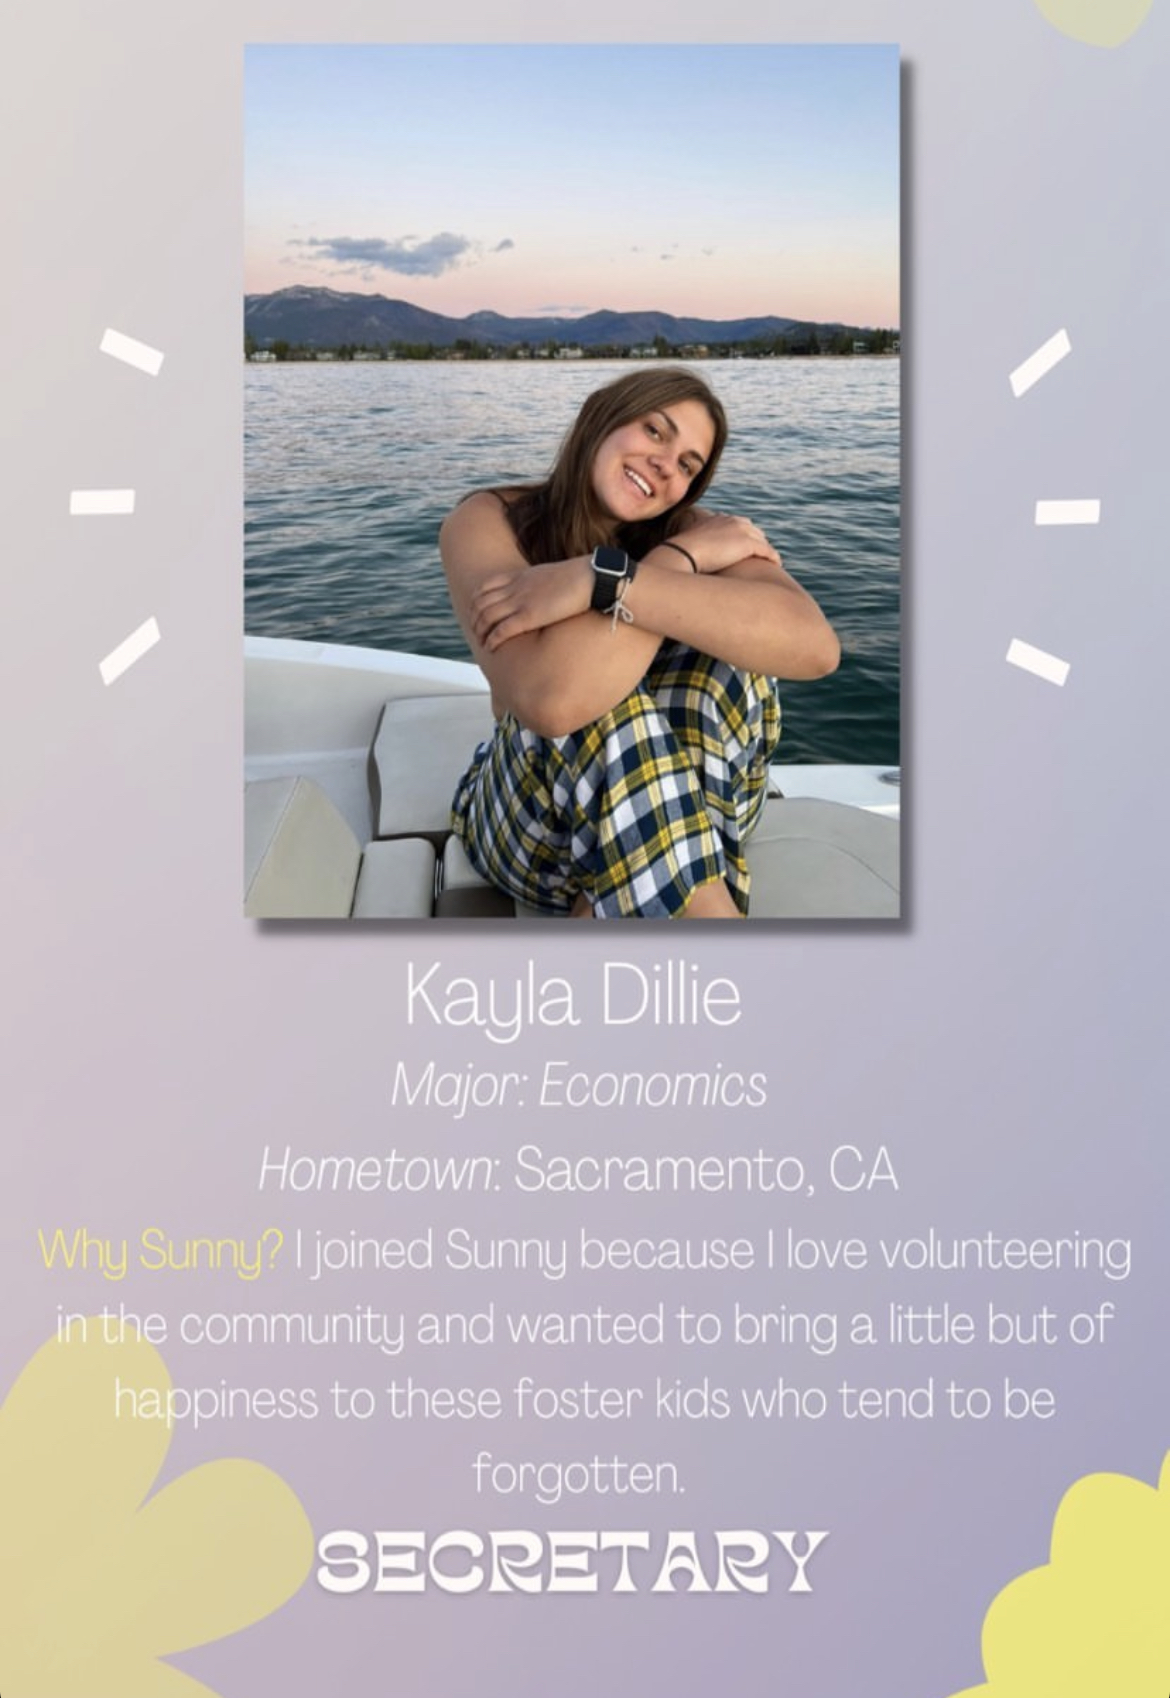 Kayla Dillie
Major: Economics
Hometown: Sacramento, CA
Why Sunny? I joined Sunny because I love volunteering
in the community and wanted to bring a little but of
happiness to these foster kids who tend to be
forgotten.
SECRETARY